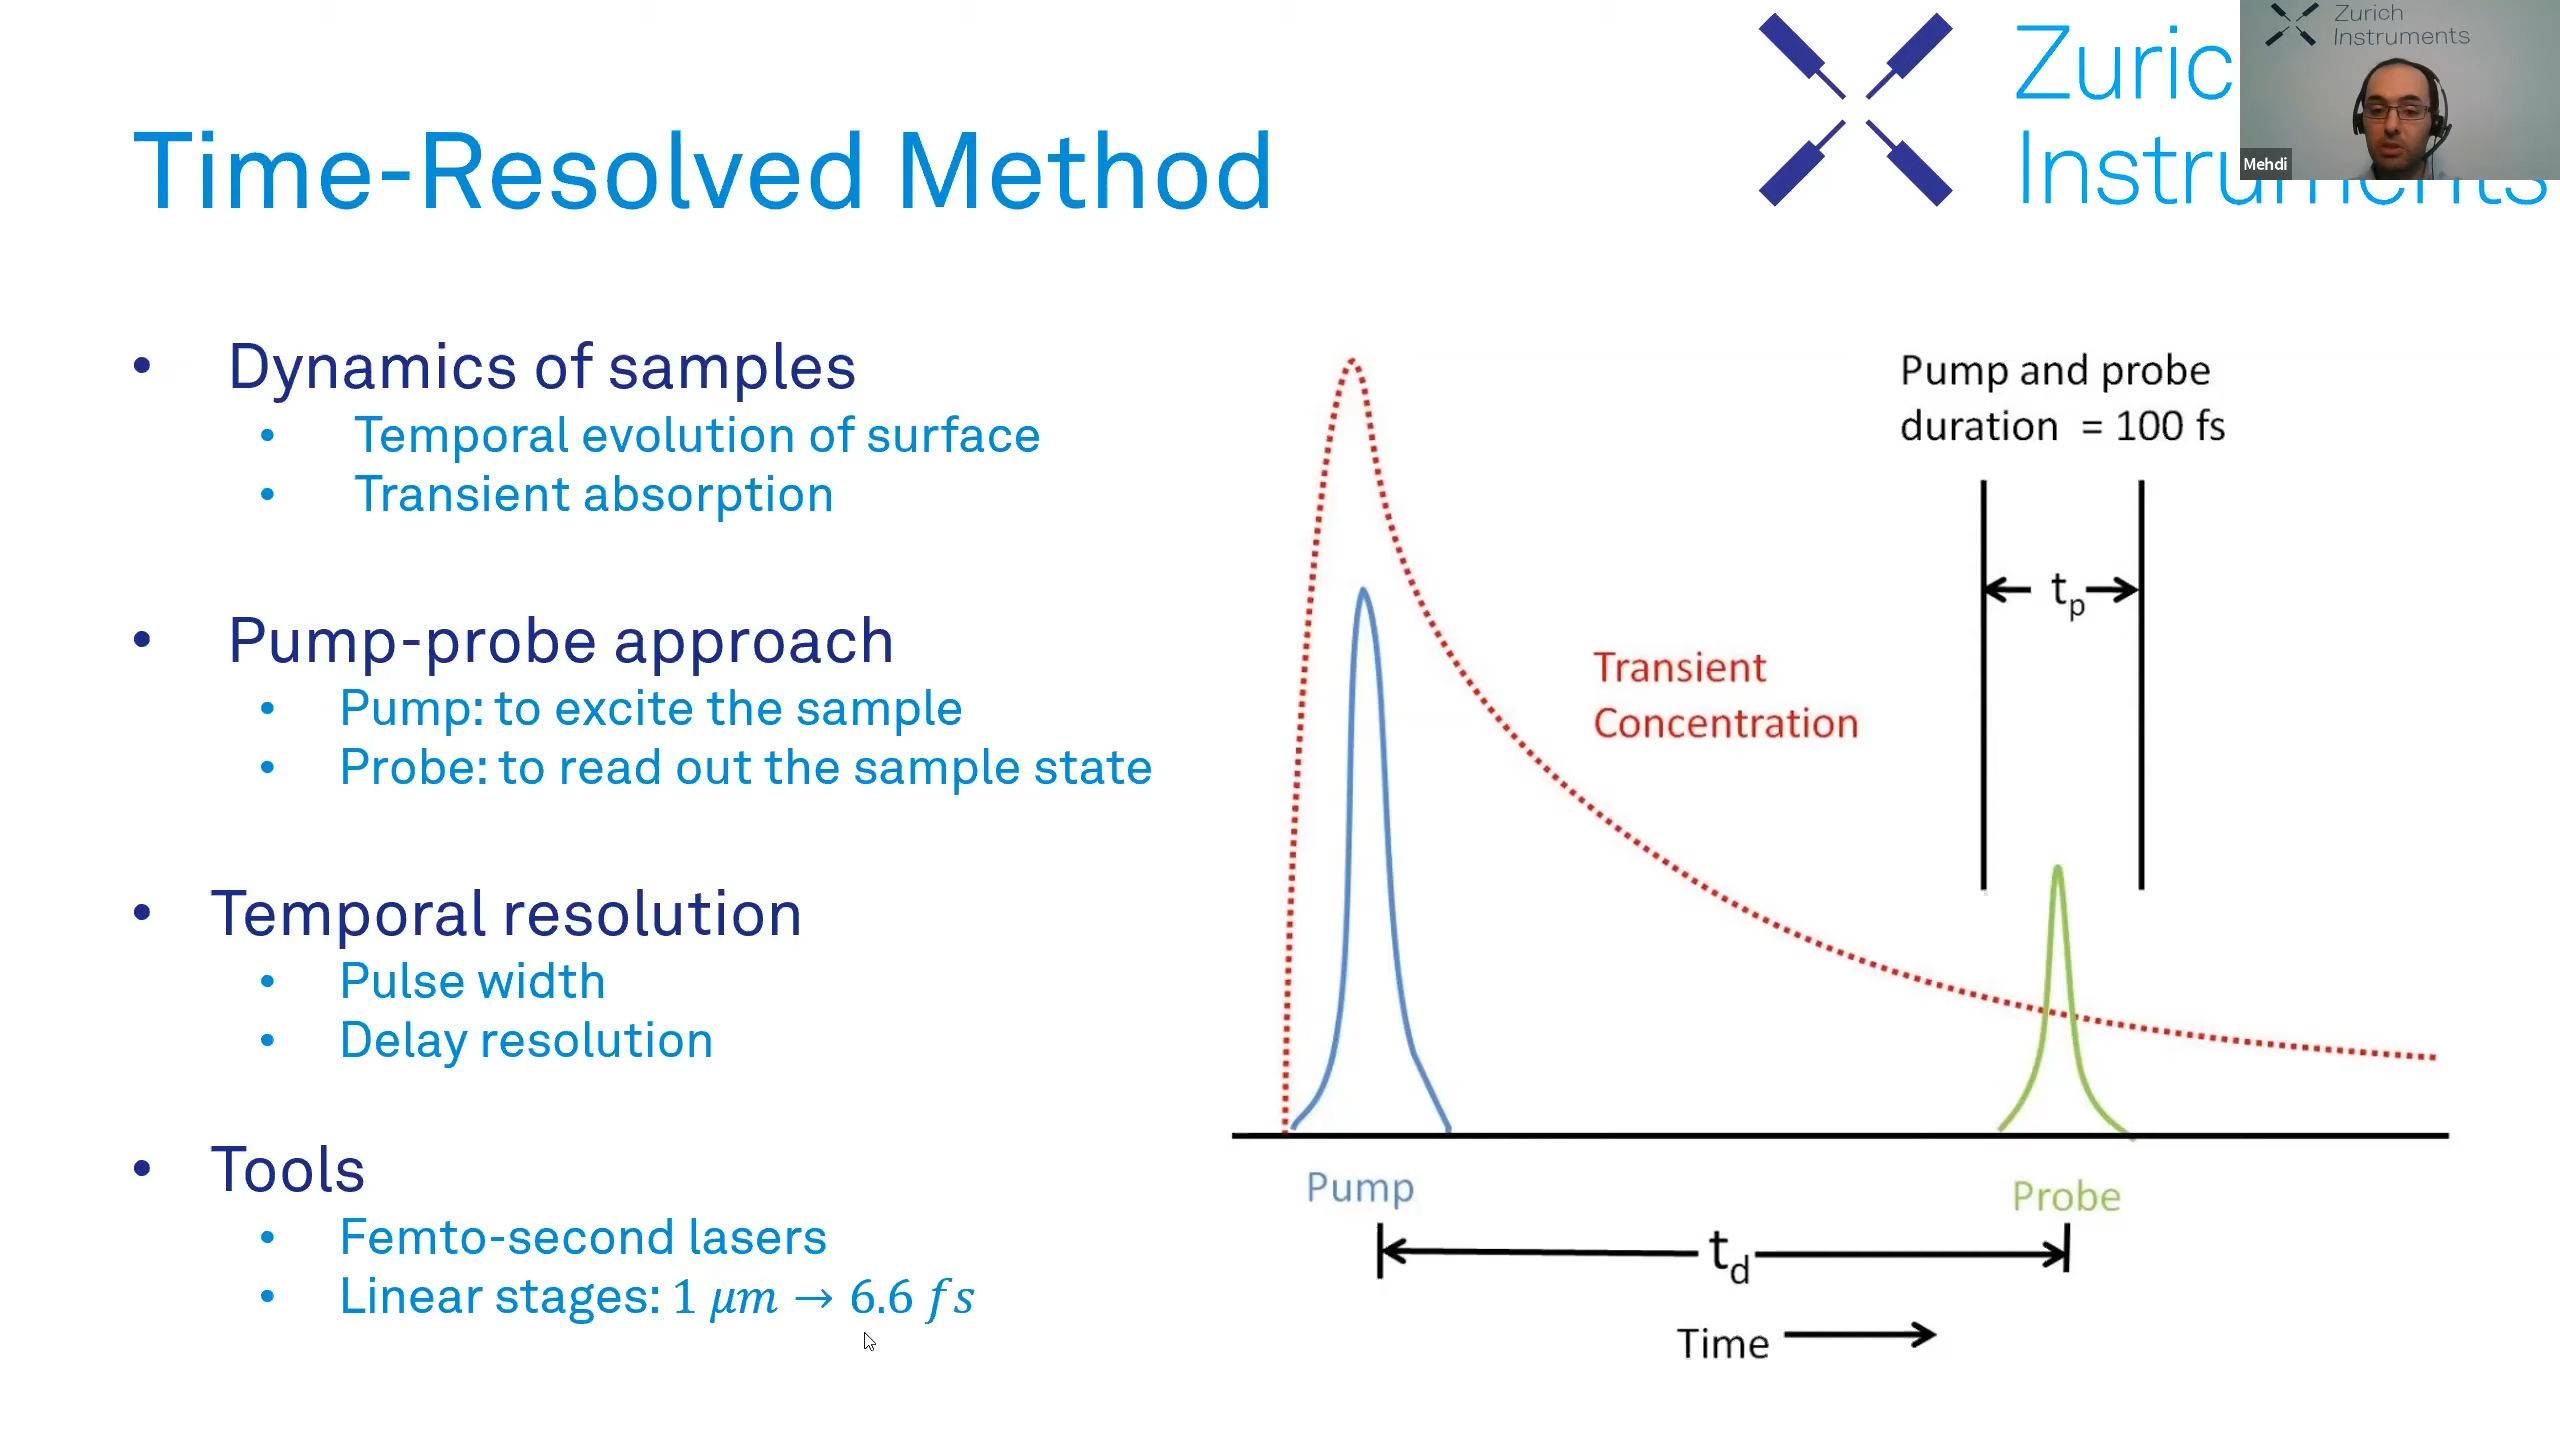 Zurich
Instruments
Zuric
Instruments
Mehdi
Time-Resolved Method
• Dynamics of samples
• Temporal evolution of surface
• Transient absorption
• Pump-probe approach
• Pump: to excite the sample
• Probe: to read out the sample state
• Temporal resolution
• Pulse width
• Delay resolution
• Tools
• Femto-second lasers
• Linear stages: 1 μm → 6.6 fs
Pump and probe
duration = 100 fs
tp
Transient
Concentration
Pump
Probe
td
Time